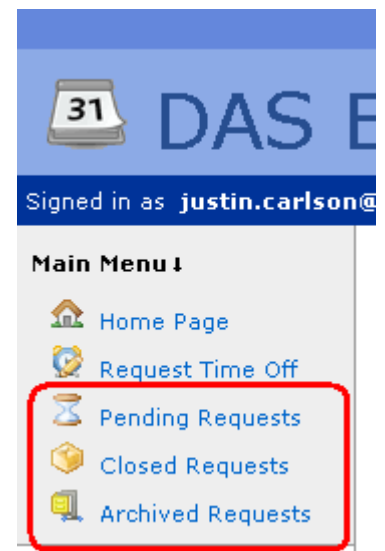 31
DAS E
Signed in as justin.carlson@
Main Menu↓
Home Page
Request Time Off
Pending Requests
Closed Requests
Archived Requests